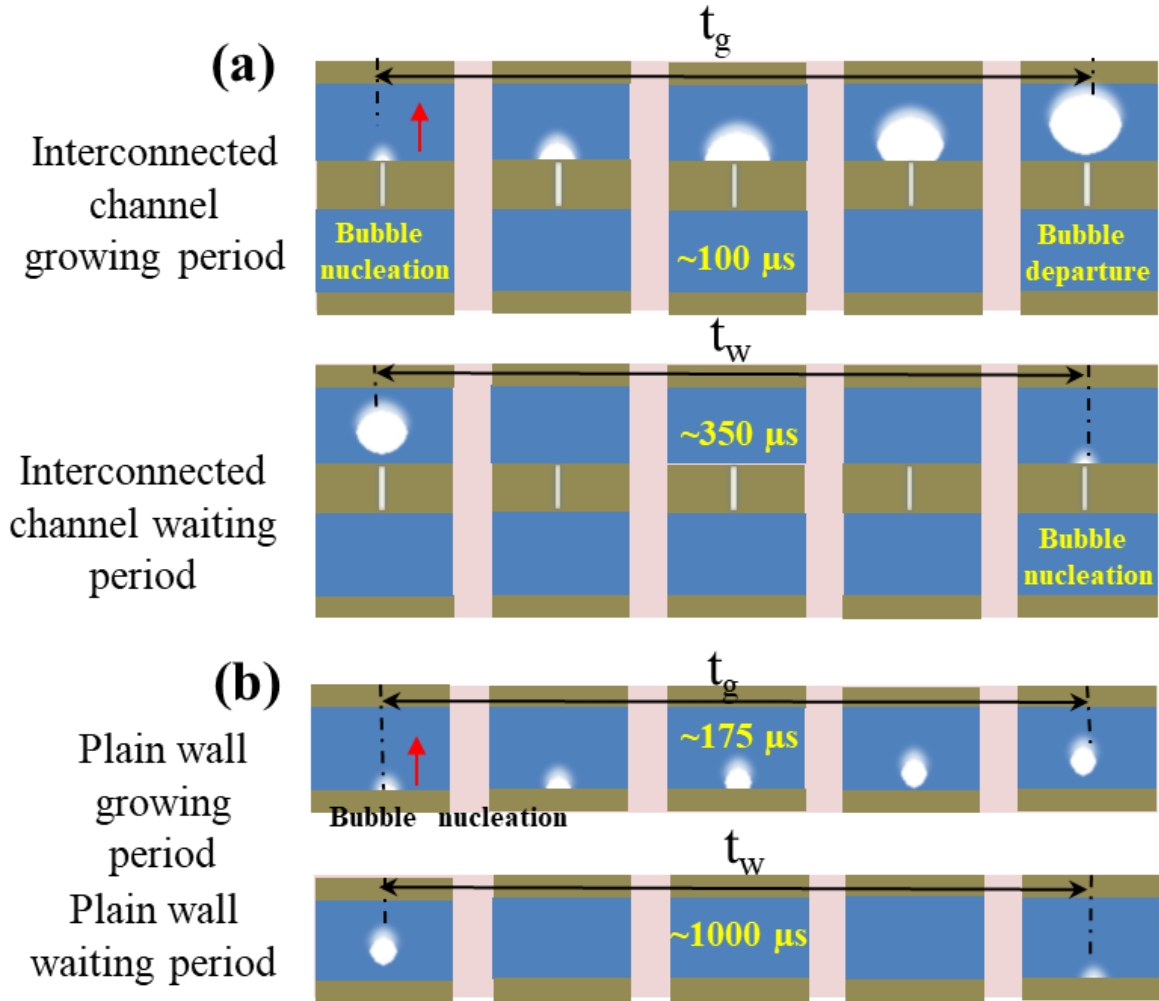 (a)
t_g
Interconnected
channel
growing period
Bubble
nucleation
~100 µs
Bubble
departure
t_w
Interconnected
channel waiting
period
~350 µs
Bubble
nucleation
(b)
t_g
Plain wall
growing
period
~175 µs
Bubble nucleation
t_w
Plain wall
waiting period
~1000 µs